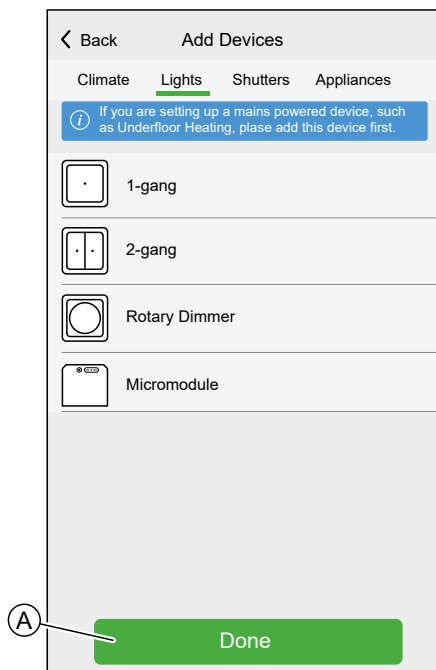 Back Add Devices
Climate Lights Shutters Appliances
If you are setting up a mains powered device, such
as Underfloor Heating, plase add this device first.
1-gang
2-gang
Rotary Dimmer
Micromodule
A
Done